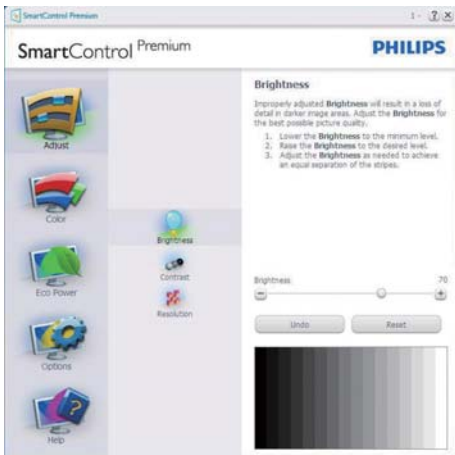 SmartControl Premium
1 - ? X
SmartControl Premium
PHILIPS
Adjust
Color
Eco Power
Options
Help
Brightness
Contrast
Resolution
Brightness
Improperly adjusted Brightness will result in a loss of
detail in darker image areas. Adjust the Brightness for
the best possible picture quality.
1. Lower the Brightness to the minimum level.
2. Raise the Brightness to the desired level.
3. Adjust the Brightness as needed to achieve
an equal separation of the stripes.
Brightness 70
Undo Reset